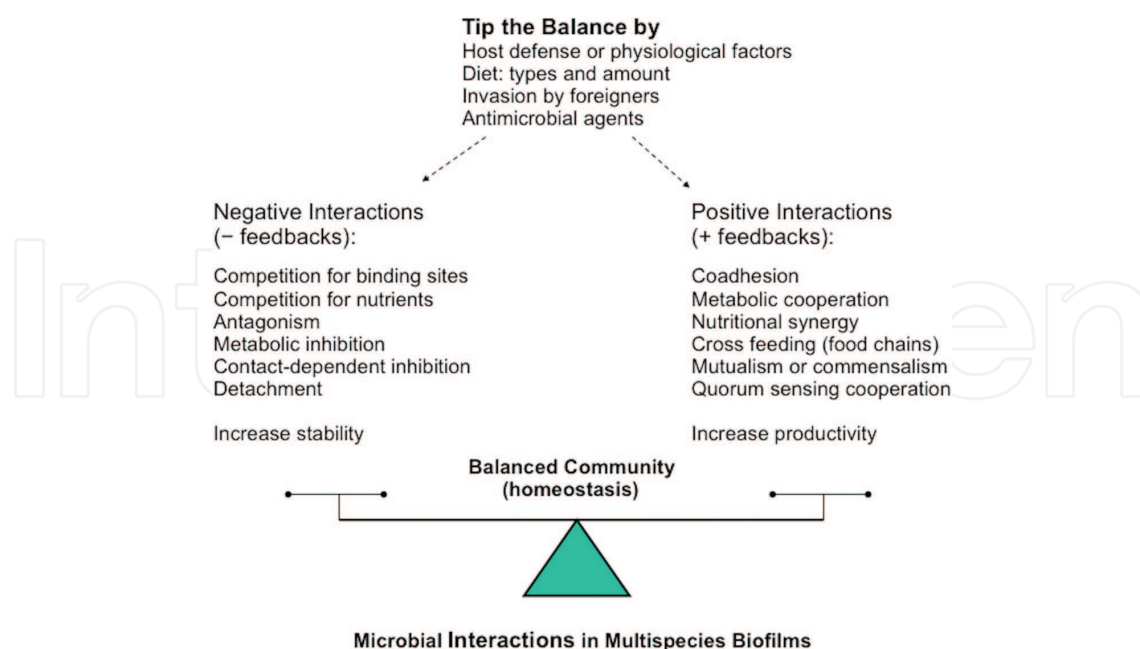 Tip the Balance by
Host defense or physiological factors
Diet: types and amount
Invasion by foreigners
Antimicrobial agents
Negative Interactions
(− feedbacks):
Competition for binding sites
Competition for nutrients
Antagonism
Metabolic inhibition
Contact-dependent inhibition
Detachment
Increase stability
Positive Interactions
(+ feedbacks):
Coadhesion
Metabolic cooperation
Nutritional synergy
Cross feeding (food chains)
Mutualism or commensalism
Quorum sensing cooperation
Increase productivity
Balanced Community
(homeostasis)
Microbial Interactions in Multispecies Biofilms